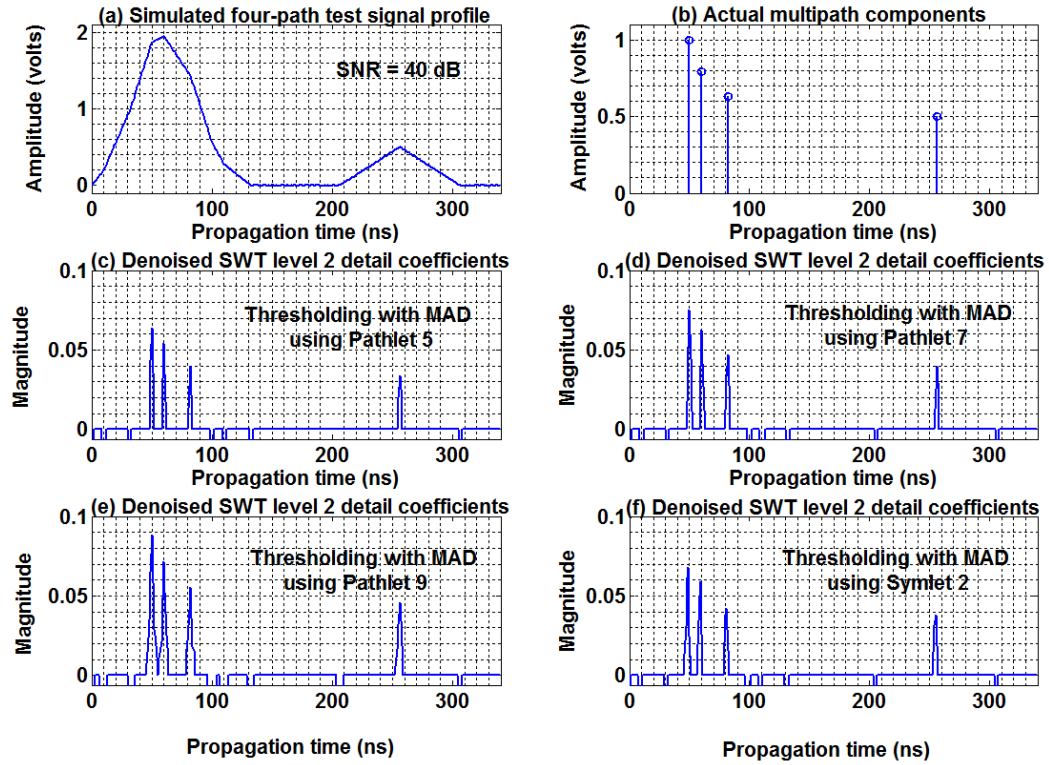 (a) Simulated four-path test signal profile
Amplitude (volts)
2
1
0
SNR = 40 dB
0 100 200 300
Propagation time (ns)
(b) Actual multipath components
Amplitude (volts)
1
0.5
0
0 100 200 300
Propagation time (ns)
(c) Denoised SWT level 2 detail coefficients
Magnitude
0.1
0.05
0
Thresholding with MAD
using Pathlet 5
0 100 200 300
Propagation time (ns)
(d) Denoised SWT level 2 detail coefficients
Magnitude
0.1
0.05
0
Thresholding with MAD
using Pathlet 7
0 100 200 300
Propagation time (ns)
(e) Denoised SWT level 2 detail coefficients
Magnitude
0.1
0.05
0
Thresholding with MAD
using Pathlet 9
0 100 200 300
Propagation time (ns)
(f) Denoised SWT level 2 detail coefficients
Magnitude
0.1
0.05
0
Thresholding with MAD
using Symlet 2
0 100 200 300
Propagation time (ns)